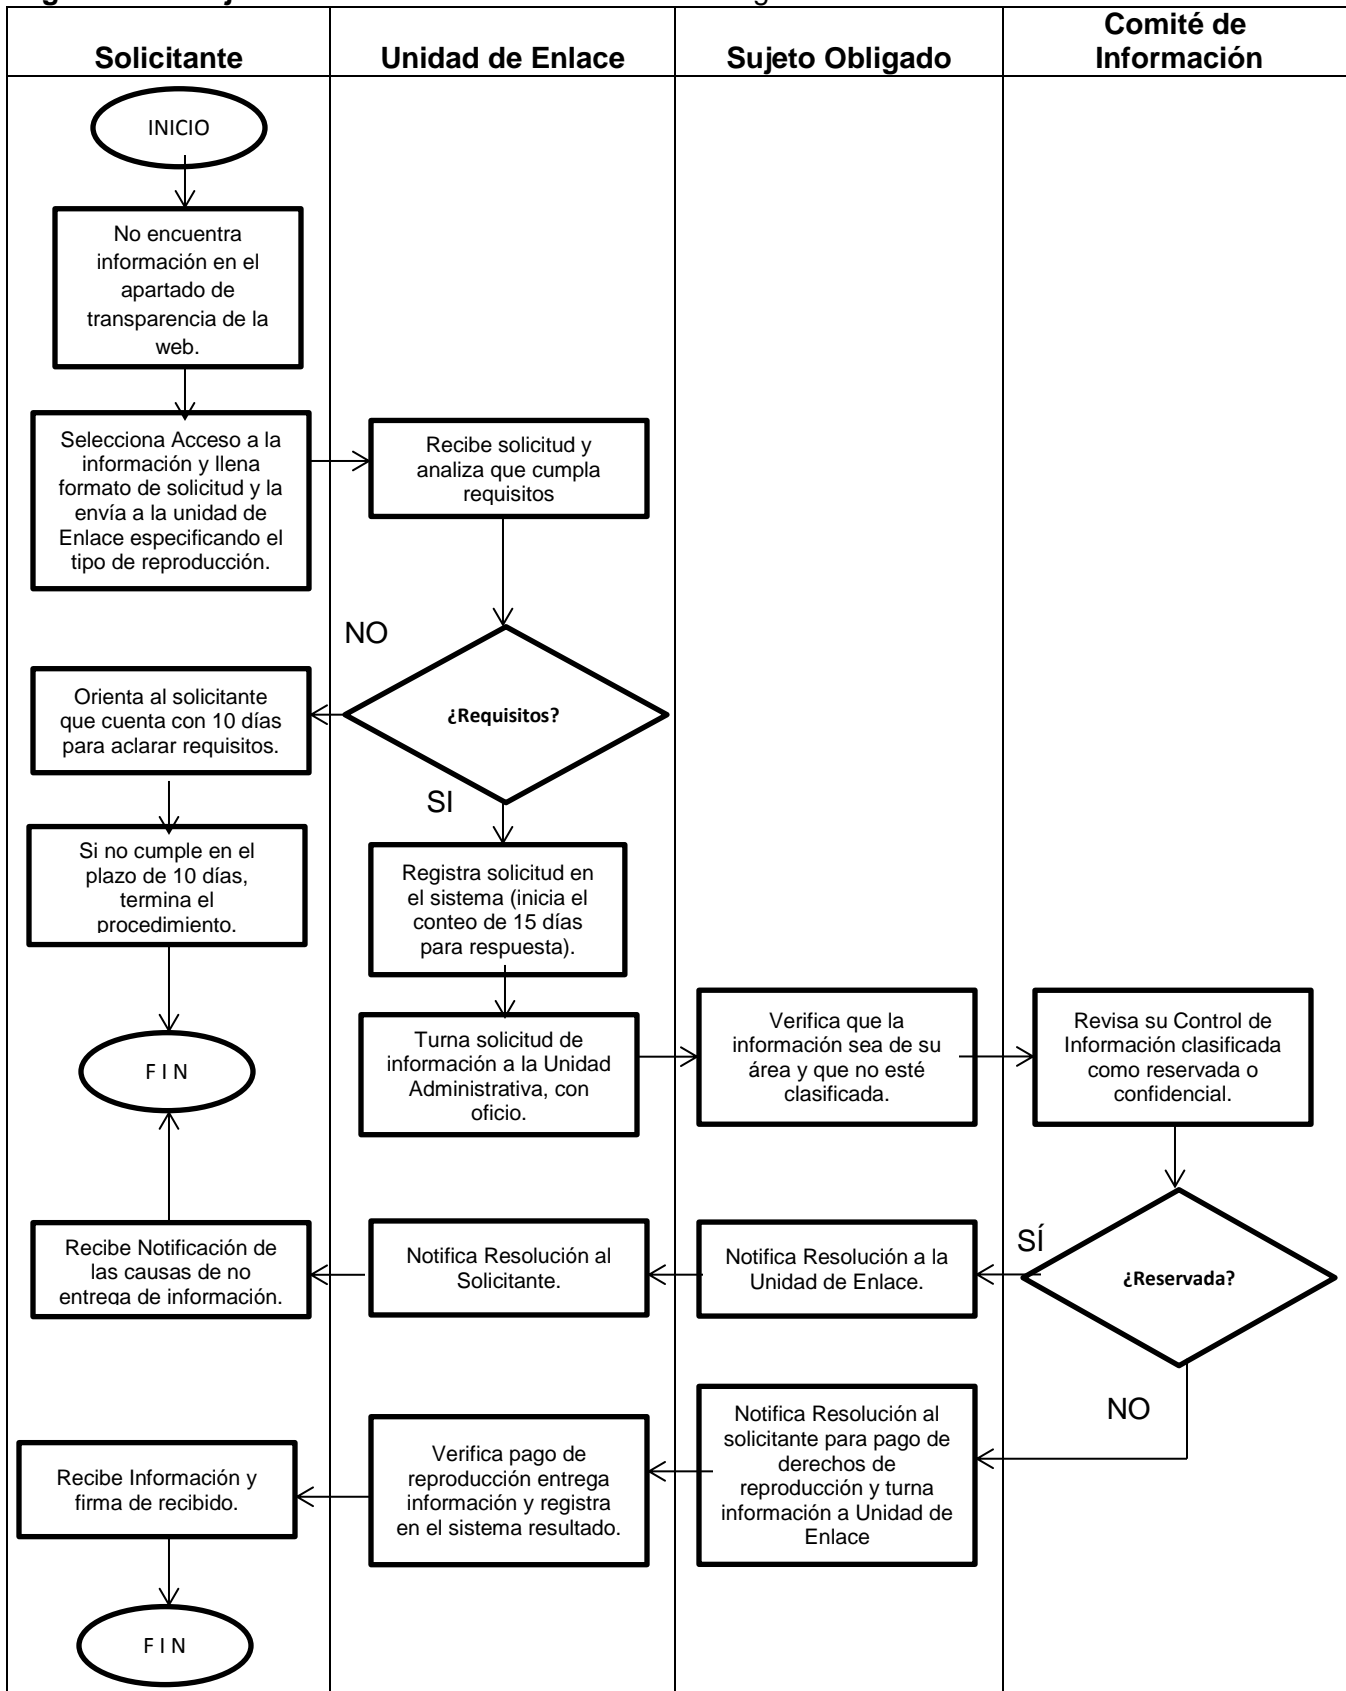 Solicitante
Unidad de Enlace
Sujeto Obligado
Comité de
Información
INICIO
No encuentra
información en el
apartado de
transparencia de la
web.
Selecciona Acceso a la
información y llena
formato de solicitud y la
envía a la unidad de
Enlace especificando el
tipo de reproducción.
Recibe solicitud y
analiza que cumpla
requisitos
NO
¿Requisitos?
Orienta al solicitante
que cuenta con 10 días
para aclarar requisitos.
SI
Si no cumple en el
plazo de 10 días,
termina el
procedimiento.
Registra solicitud en
el sistema (inicia el
conteo de 15 días
para respuesta).
F I N
Turna solicitud de
información a la Unidad
Administrativa, con
oficio.
Verifica que la
información sea de su
área y que no esté
clasificada.
Revisa su Control de
Información clasificada
como reservada o
confidencial.
SÍ
¿Reservada?
Notifica Resolución a la
Unidad de Enlace.
Notifica Resolución al
Solicitante.
Recibe Notificación de
las causas de no
entrega de información.
NO
Notifica Resolución al
solicitante para pago de
derechos de
reproducción y turna
información a Unidad de
Enlace
Verifica pago de
reproducción entrega
información y registra
en el sistema resultado.
Recibe Información y
firma de recibido.
F I N